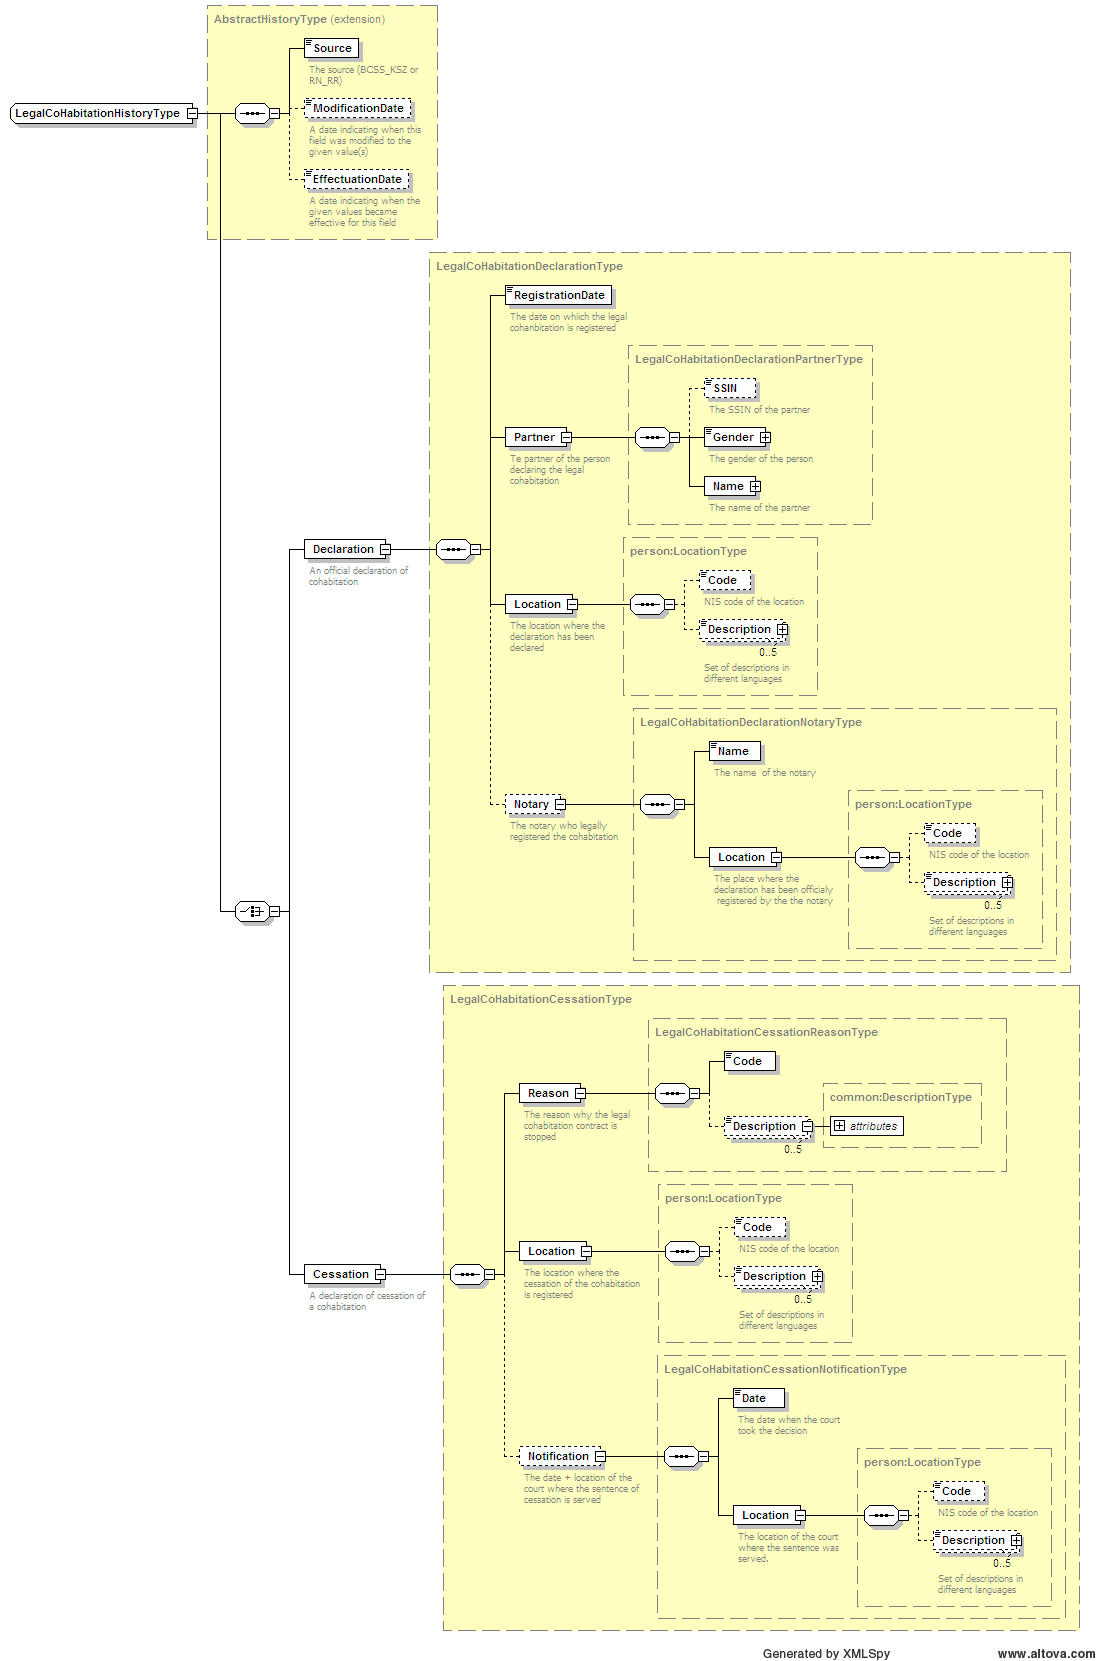 AbstractHistoryType (extension)
Source
The source (BCSS_KSZ or
RN_RR)
LegalCoHabitationHistoryType
ModificationDate
A date indicating when this
field was modified to the
given value(s)
EffectuationDate
A date indicating when the
given values became
effective for this field
LegalCoHabitationDeclarationType
RegistrationDate
The date on whiich the legal
cohanbitation is registered
LegalCoHabitationDeclarationPartnerType
SSIN
The SSIN of the partner
Partner
Te partner of the person
declaring the legal
cohabitation
Gender
The gender of the person
Name
The name of the partner
Declaration
An official declaration of
cohabitation
person:LocationType
Code
NIS code of the location
Location
The location where the
declaration has been
declared
Description
0..5
Set of descriptions in
different languages
LegalCoHabitationDeclarationNotaryType
Name
The name  of the notary
Notary
The notary who legally
registered the cohabitation
person:LocationType
Code
NIS code of the location
Location
The place where the
declaration has been officialy
registered by the the notary
Description
0..5
Set of descriptions in
different languages
LegalCoHabitationCessationType
LegalCoHabitationCessationReasonType
Code
Reason
The reason why the legal
cohabitation contract is
stopped
common:DescriptionType
Description
0..5
attributes
person:LocationType
Code
NIS code of the location
Location
The location where the
cessation of the cohabitation
is registered
Description
0..5
Set of descriptions in
different languages
Cessation
A declaration of cessation of
a cohabitation
LegalCoHabitationCessationNotificationType
Date
The date when the court
took the decision
Notification
The date + location of the
court where the sentence of
cessation is served
person:LocationType
Code
NIS code of the location
Location
The location of the court
where the sentence was
served.
Description
0..5
Set of descriptions in
different languages
Generated by XMLSpy
www.altova.com